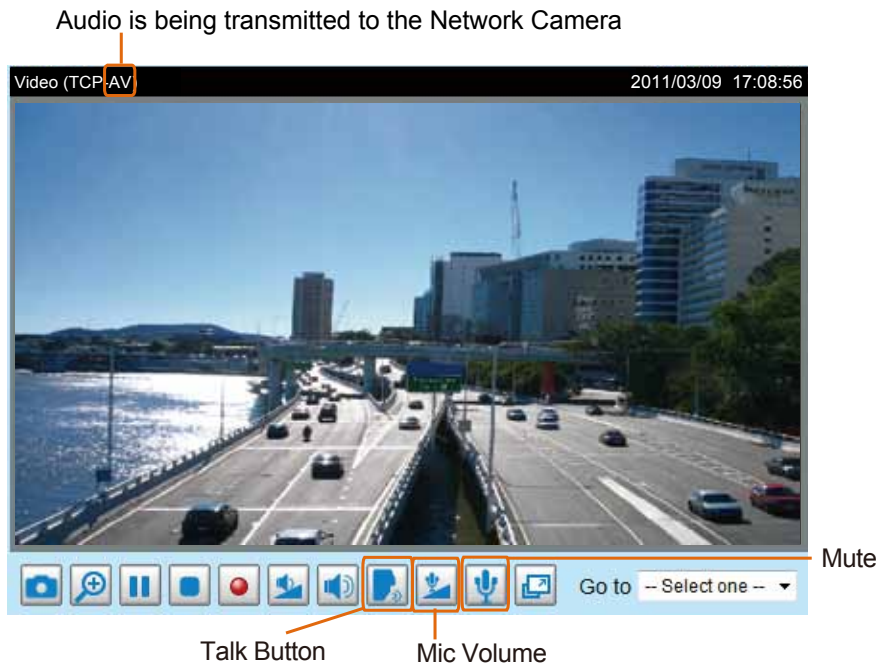 Audio is being transmitted to the Network Camera
Video (TCP-AV) 2011/03/09 17:08:56
Go to -- Select one --
Mute
Talk Button
Mic Volume